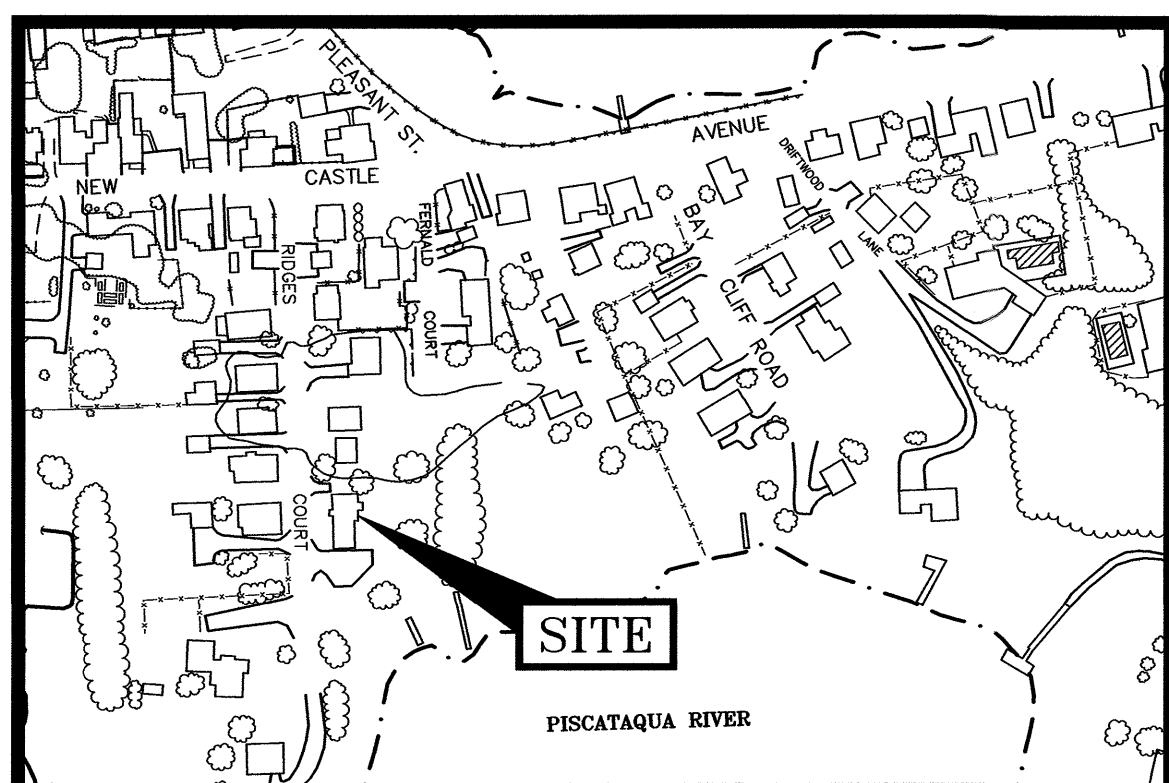 PLEASANT ST.
NEW CASTLE AVENUE
DRIFTWOOD LANE
FERNALD COURT
RIDGES COURT
BAY CLIFF ROAD
SITE
PISCATAQUA RIVER